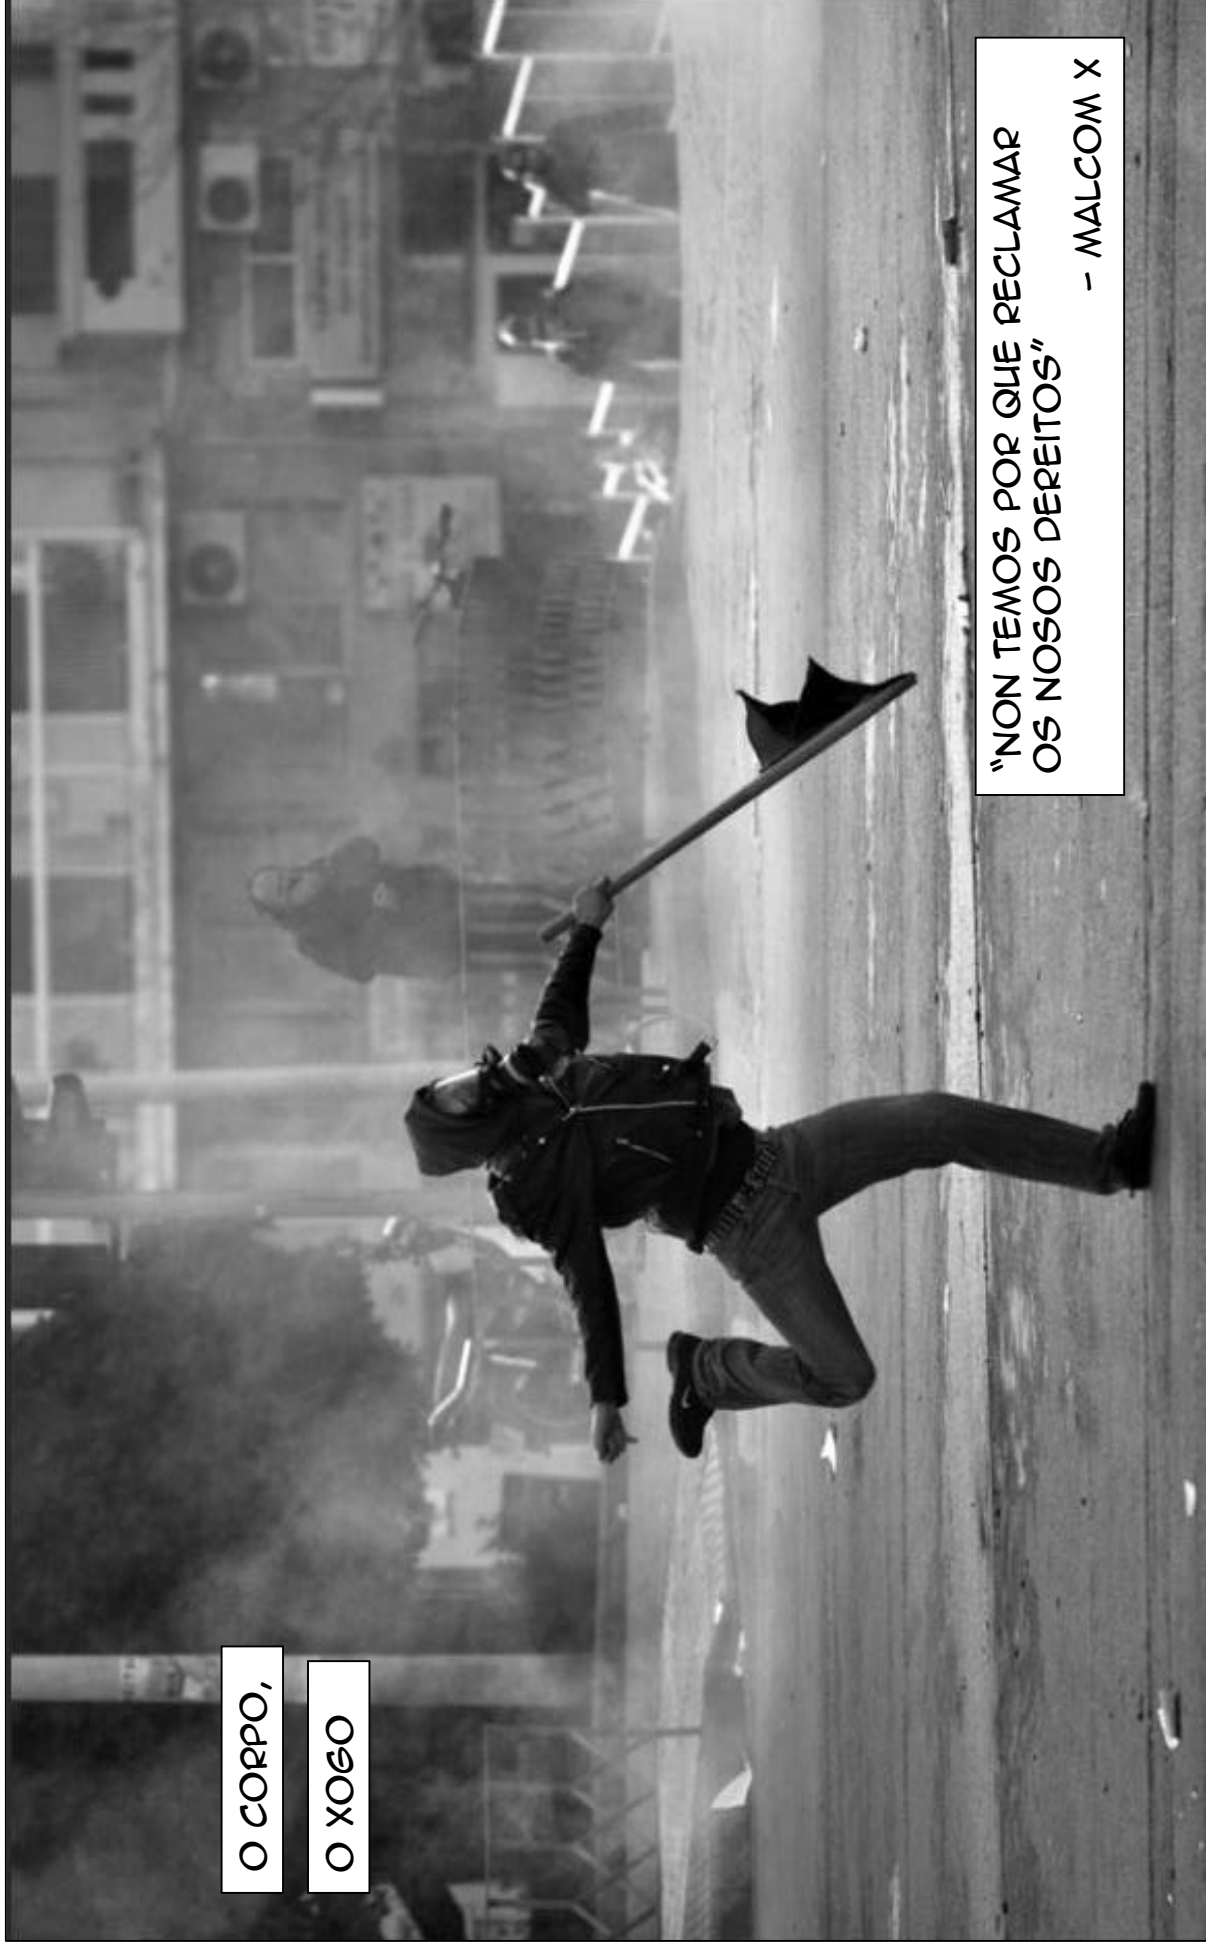 O CORPO,
O XOGO
“NON TEMOS POR QUE RECLAMAR
OS NOSOS DEREITOS”
- MALCOM X